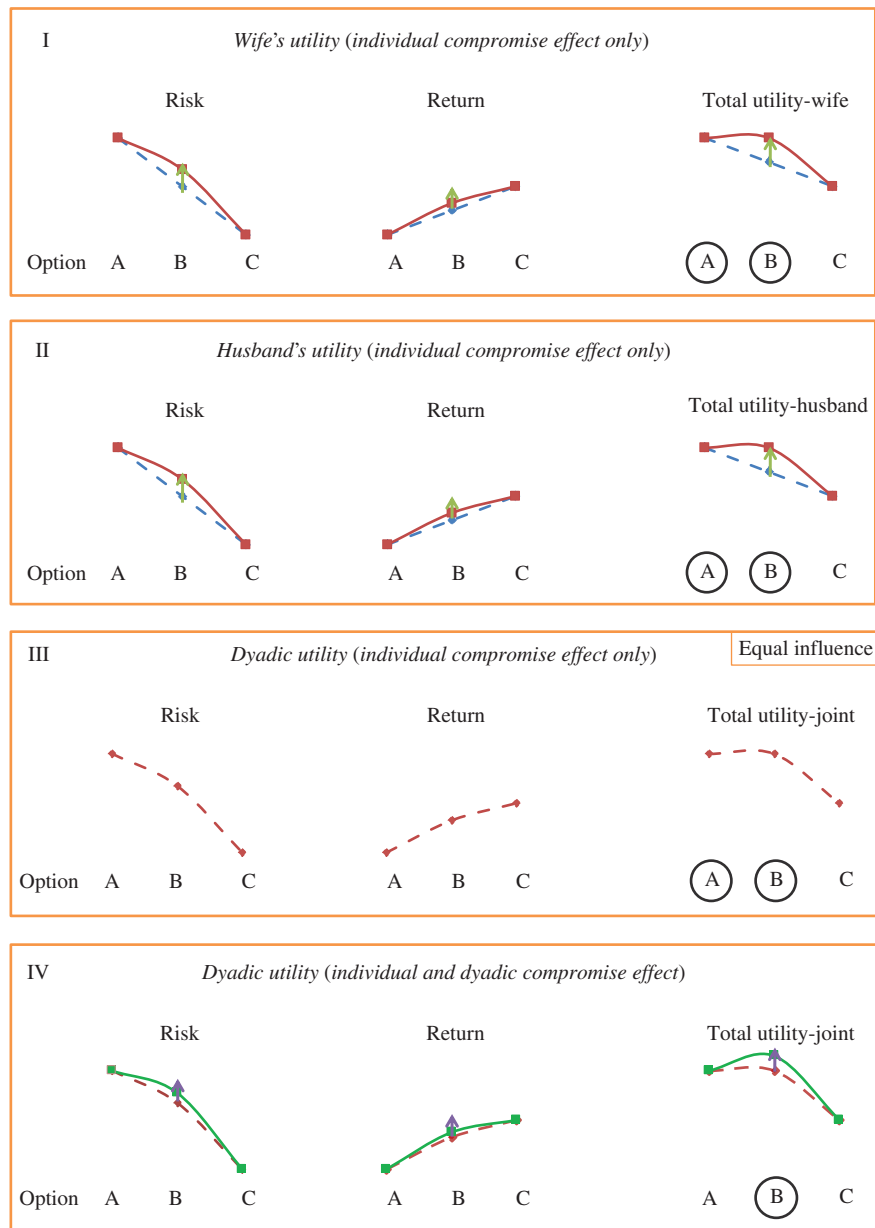 I Wife's utility (individual compromise effect only)
Risk Return Total utility-wife
Option A B C A B C A B C
II Husband's utility (individual compromise effect only)
Risk Return Total utility-husband
Option A B C A B C A B C
III Dyadic utility (individual compromise effect only) Equal influence
Risk Return Total utility-joint
Option A B C A B C A B C
IV Dyadic utility (individual and dyadic compromise effect)
Risk Return Total utility-joint
Option A B C A B C A B C